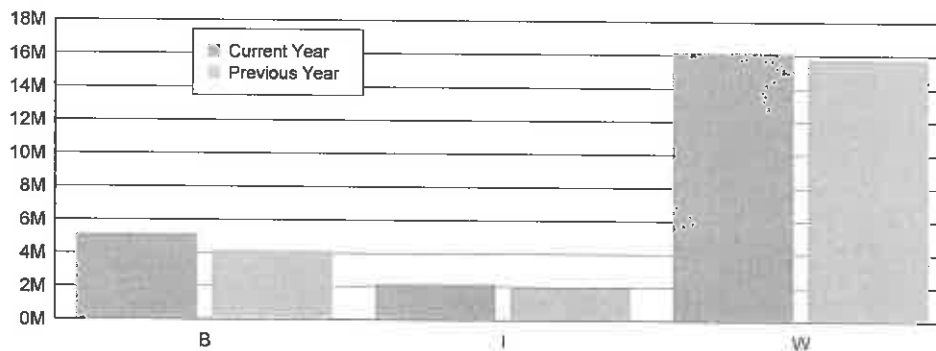 18M
16M
14M
12M
10M
8M
6M
4M
2M
0M
Current Year
Previous Year
B
I
W